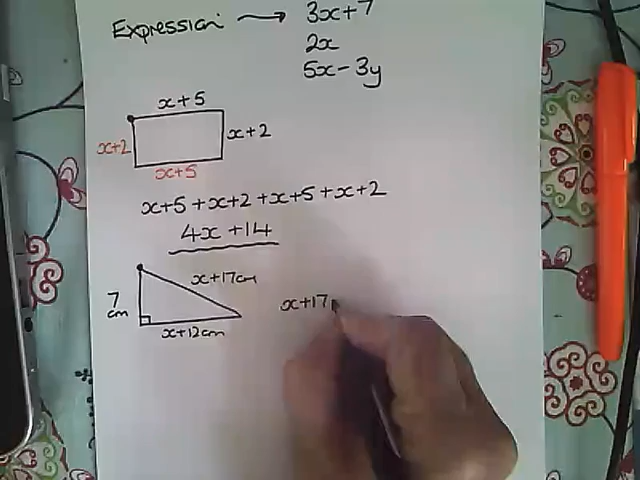 Expression → 3x+7
2x
5x-3y
x+5
x+2
x+2
x+5
x+5+x+2+x+5+x+2
4x+14
x+17cm
7
cm
x+12cm
x+17